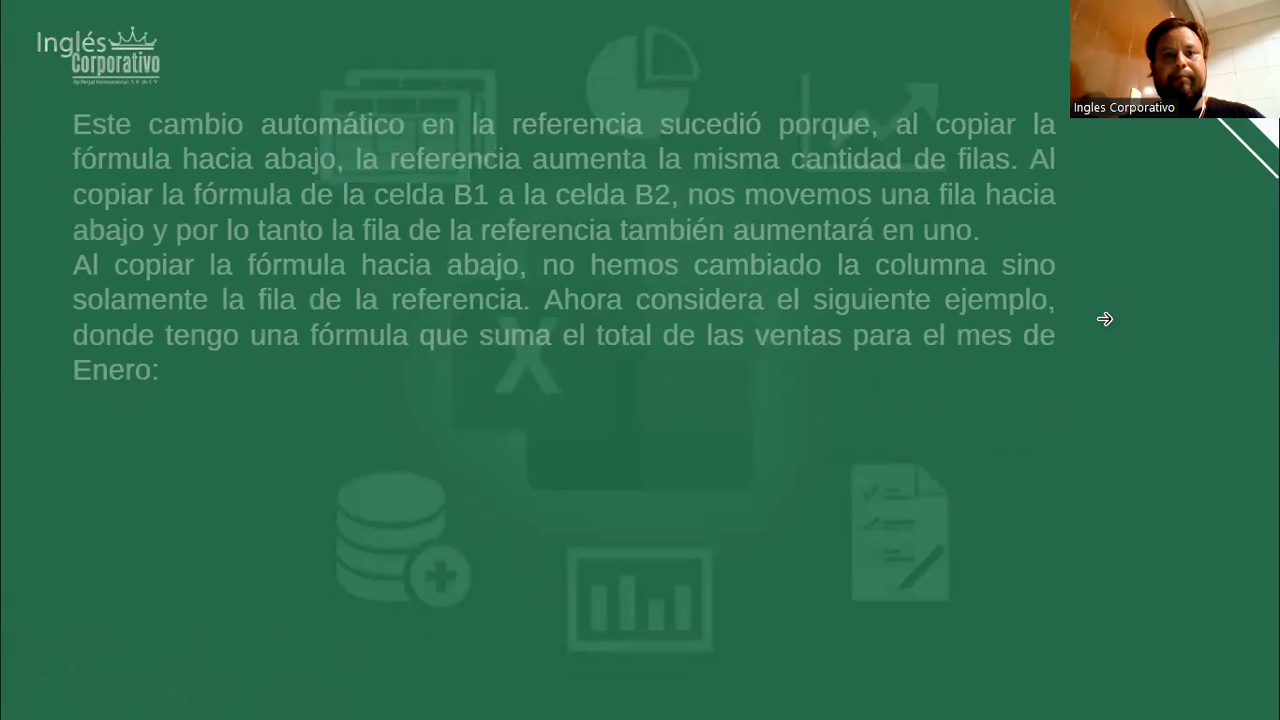 Inglés
Corporativo
Este cambio automático en la referencia sucedió porque, al copiar la
fórmula hacia abajo, la referencia aumenta la misma cantidad de filas. Al
copiar la fórmula de la celda B1 a la celda B2, nos movemos una fila hacia
abajo y por lo tanto la fila de la referencia también aumentará en uno.
Al copiar la fórmula hacia abajo, no hemos cambiado la columna sino
solamente la fila de la referencia. Ahora considera el siguiente ejemplo,
donde tengo una fórmula que suma el total de las ventas para el mes de
Enero:
X
Ingles Corporativo